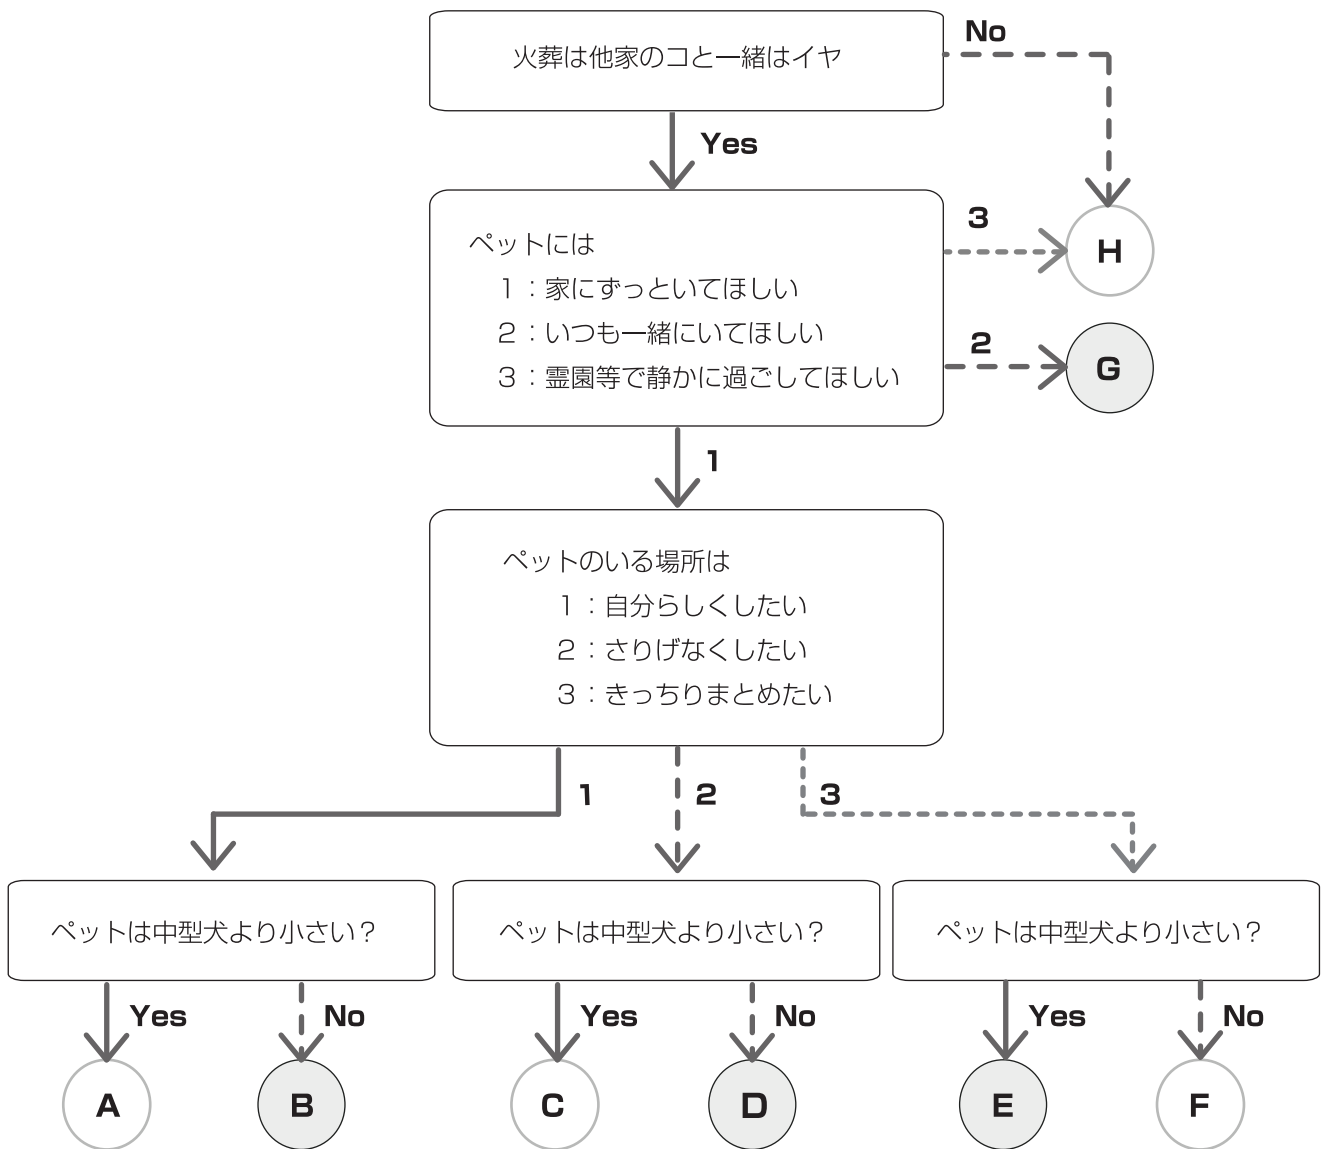 火葬は他家のコと一緒はイヤ
No
Yes
ペットには
1：家にずっといてほしい
2：いつも一緒にいてほしい
3：霊園等で静かに過ごしてほしい
3
H
2
G
1
ペットのいる場所は
1：自分らしくしたい
2：さりげなくしたい
3：きっちりまとめたい
1
2
3
ペットは中型犬より小さい？
ペットは中型犬より小さい？
ペットは中型犬より小さい？
Yes
No
Yes
No
Yes
No
A
B
C
D
E
F